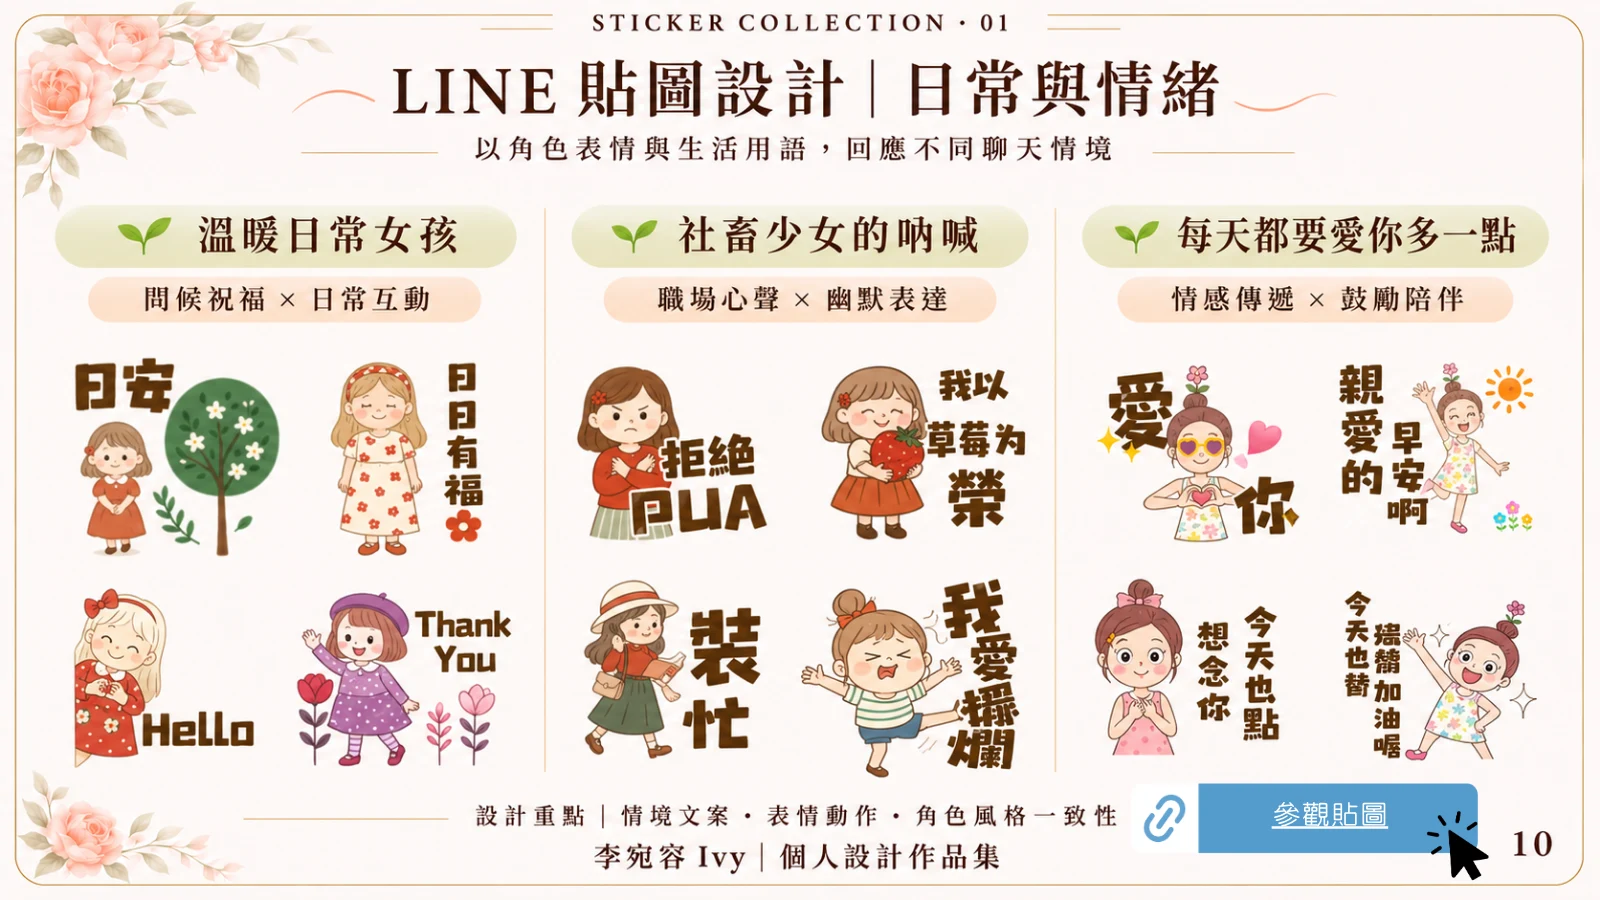 STICKER COLLECTION · 01
LINE 貼圖設計｜日常與情緒
以角色表情與生活用語，回應不同聊天情境
溫暖日常女孩
問候祝福 × 日常互動
日安
日日有福
Hello
Thank
You
社畜少女的吶喊
職場心聲 × 幽默表達
拒絕
PUA
我以
草莓为
榮
裝
忙
我愛
擺爛
每天都要愛你多一點
情感傳遞 × 鼓勵陪伴
愛
你
親愛的
早安啊
今天也點
想念你
今天也替
加油喔
設計重點｜情境文案・表情動作・角色風格一致性
李宛容 Ivy｜個人設計作品集
參觀貼圖
10